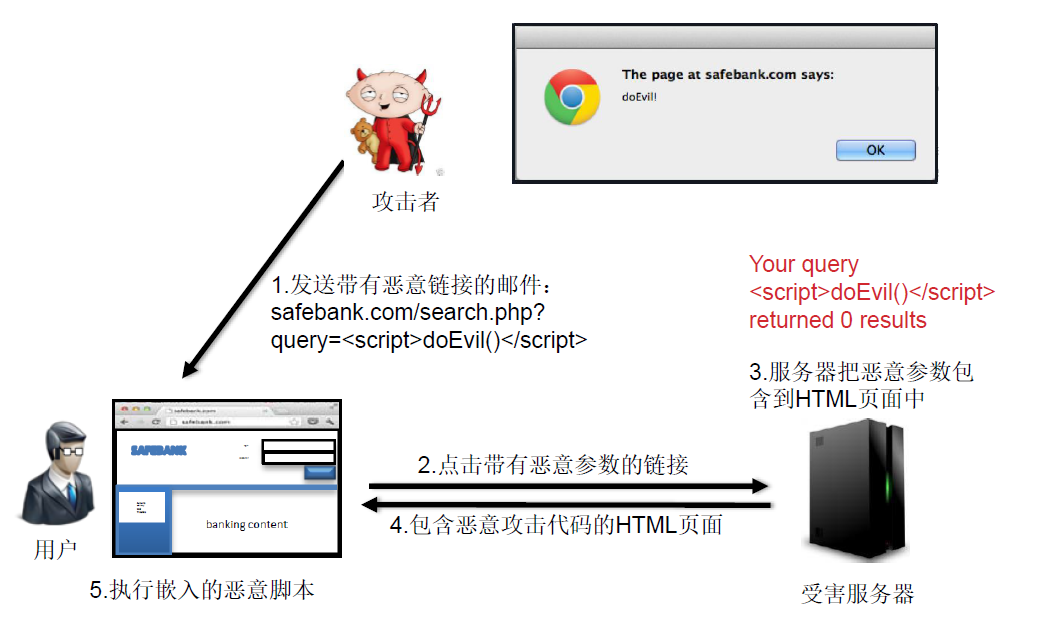 The page at safebank.com says:
doEvil!
OK
攻击者
1.发送带有恶意链接的邮件：
safebank.com/search.php?
query=<script>doEvil()</script>
Your query
<script>doEvil()</script>
returned 0 results
3.服务器把恶意参数包
含到HTML页面中
safebank.com
safebank.com
SAFEBANK
banking content
2.点击带有恶意参数的链接
4.包含恶意攻击代码的HTML页面
用户
5.执行嵌入的恶意脚本
受害服务器